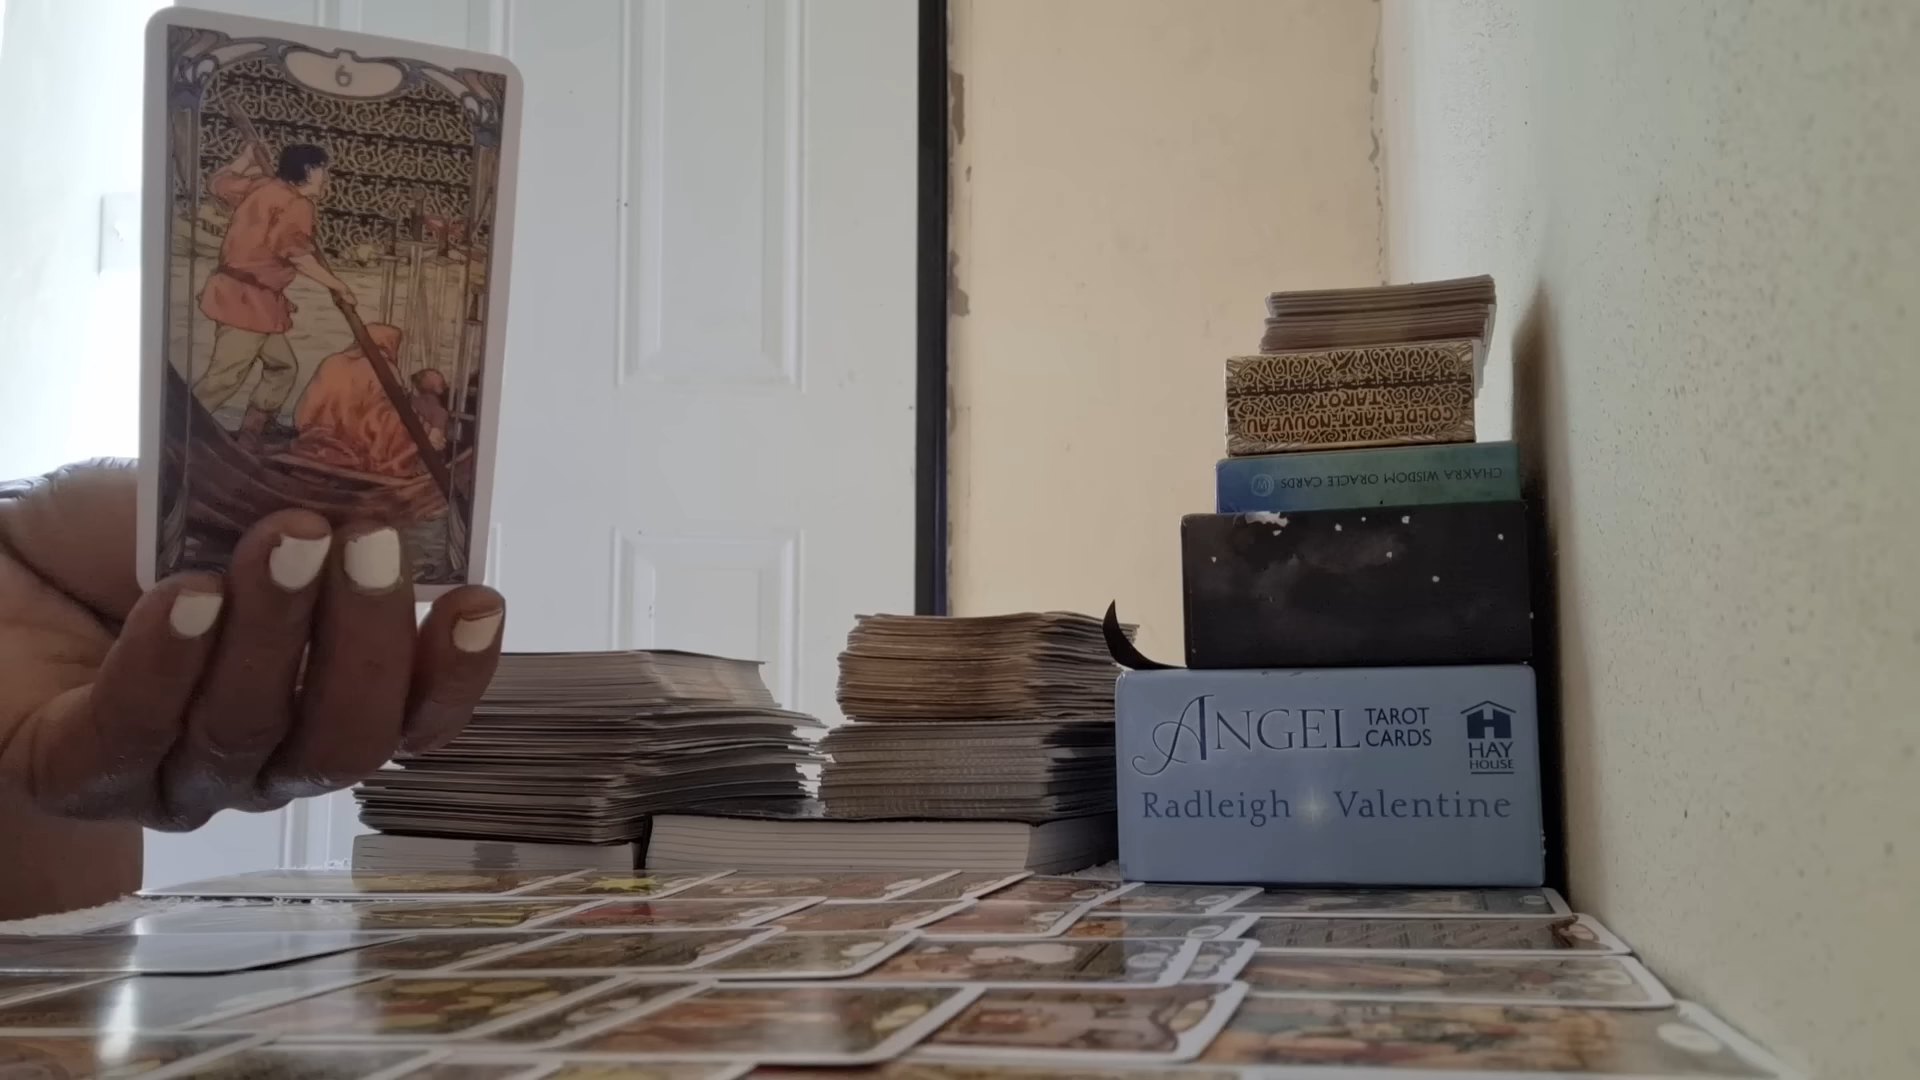 6
GOLDEN ART NOUVEAU
TAROT
CHAKRA WISDOM ORACLE CARDS
W
ANGEL TAROT
CARDS
HAY
HOUSE
Radleigh Valentine